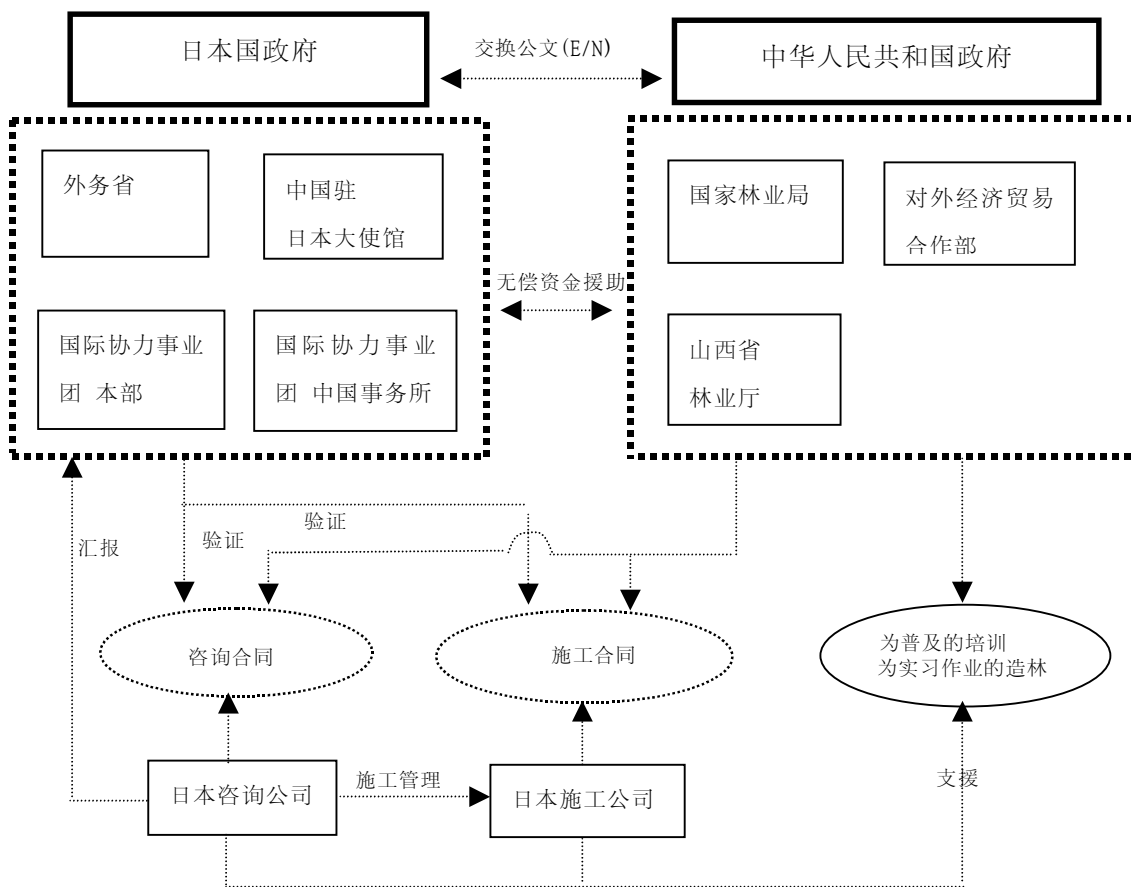 日本国政府
交换公文(E/N)
中华人民共和国政府
外务省
中国驻
日本大使馆
国家林业局
对外经济贸易
合作部
无偿资金援助
国际协力事业
团 本部
国际协力事业
团 中国事务所
山西省
林业厅
汇报
验证
验证
咨询合同
施工合同
为普及的培训
为实习作业的造林
日本咨询公司
施工管理
日本施工公司
支援